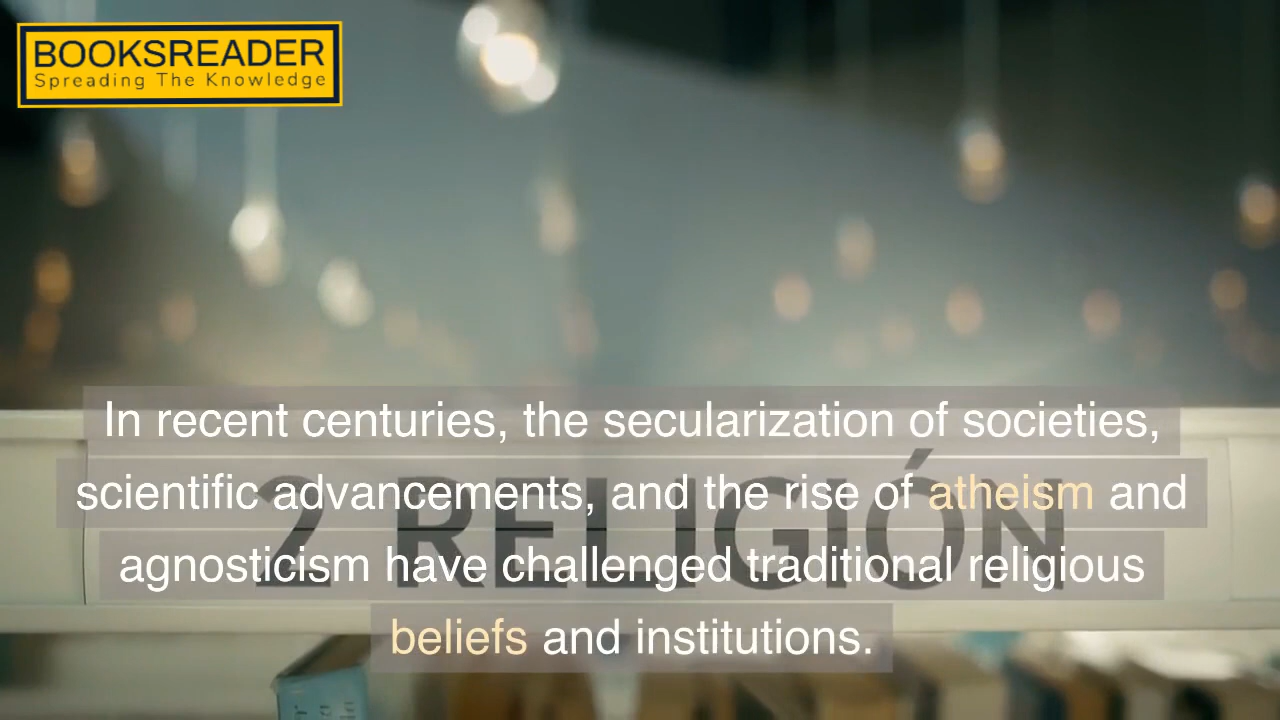 BOOKSREADER
Spreading The Knowledge
In recent centuries, the secularization of societies,
scientific advancements, and the rise of atheism and
agnosticism have challenged traditional religious
beliefs and institutions.
2 RELIGIÓN